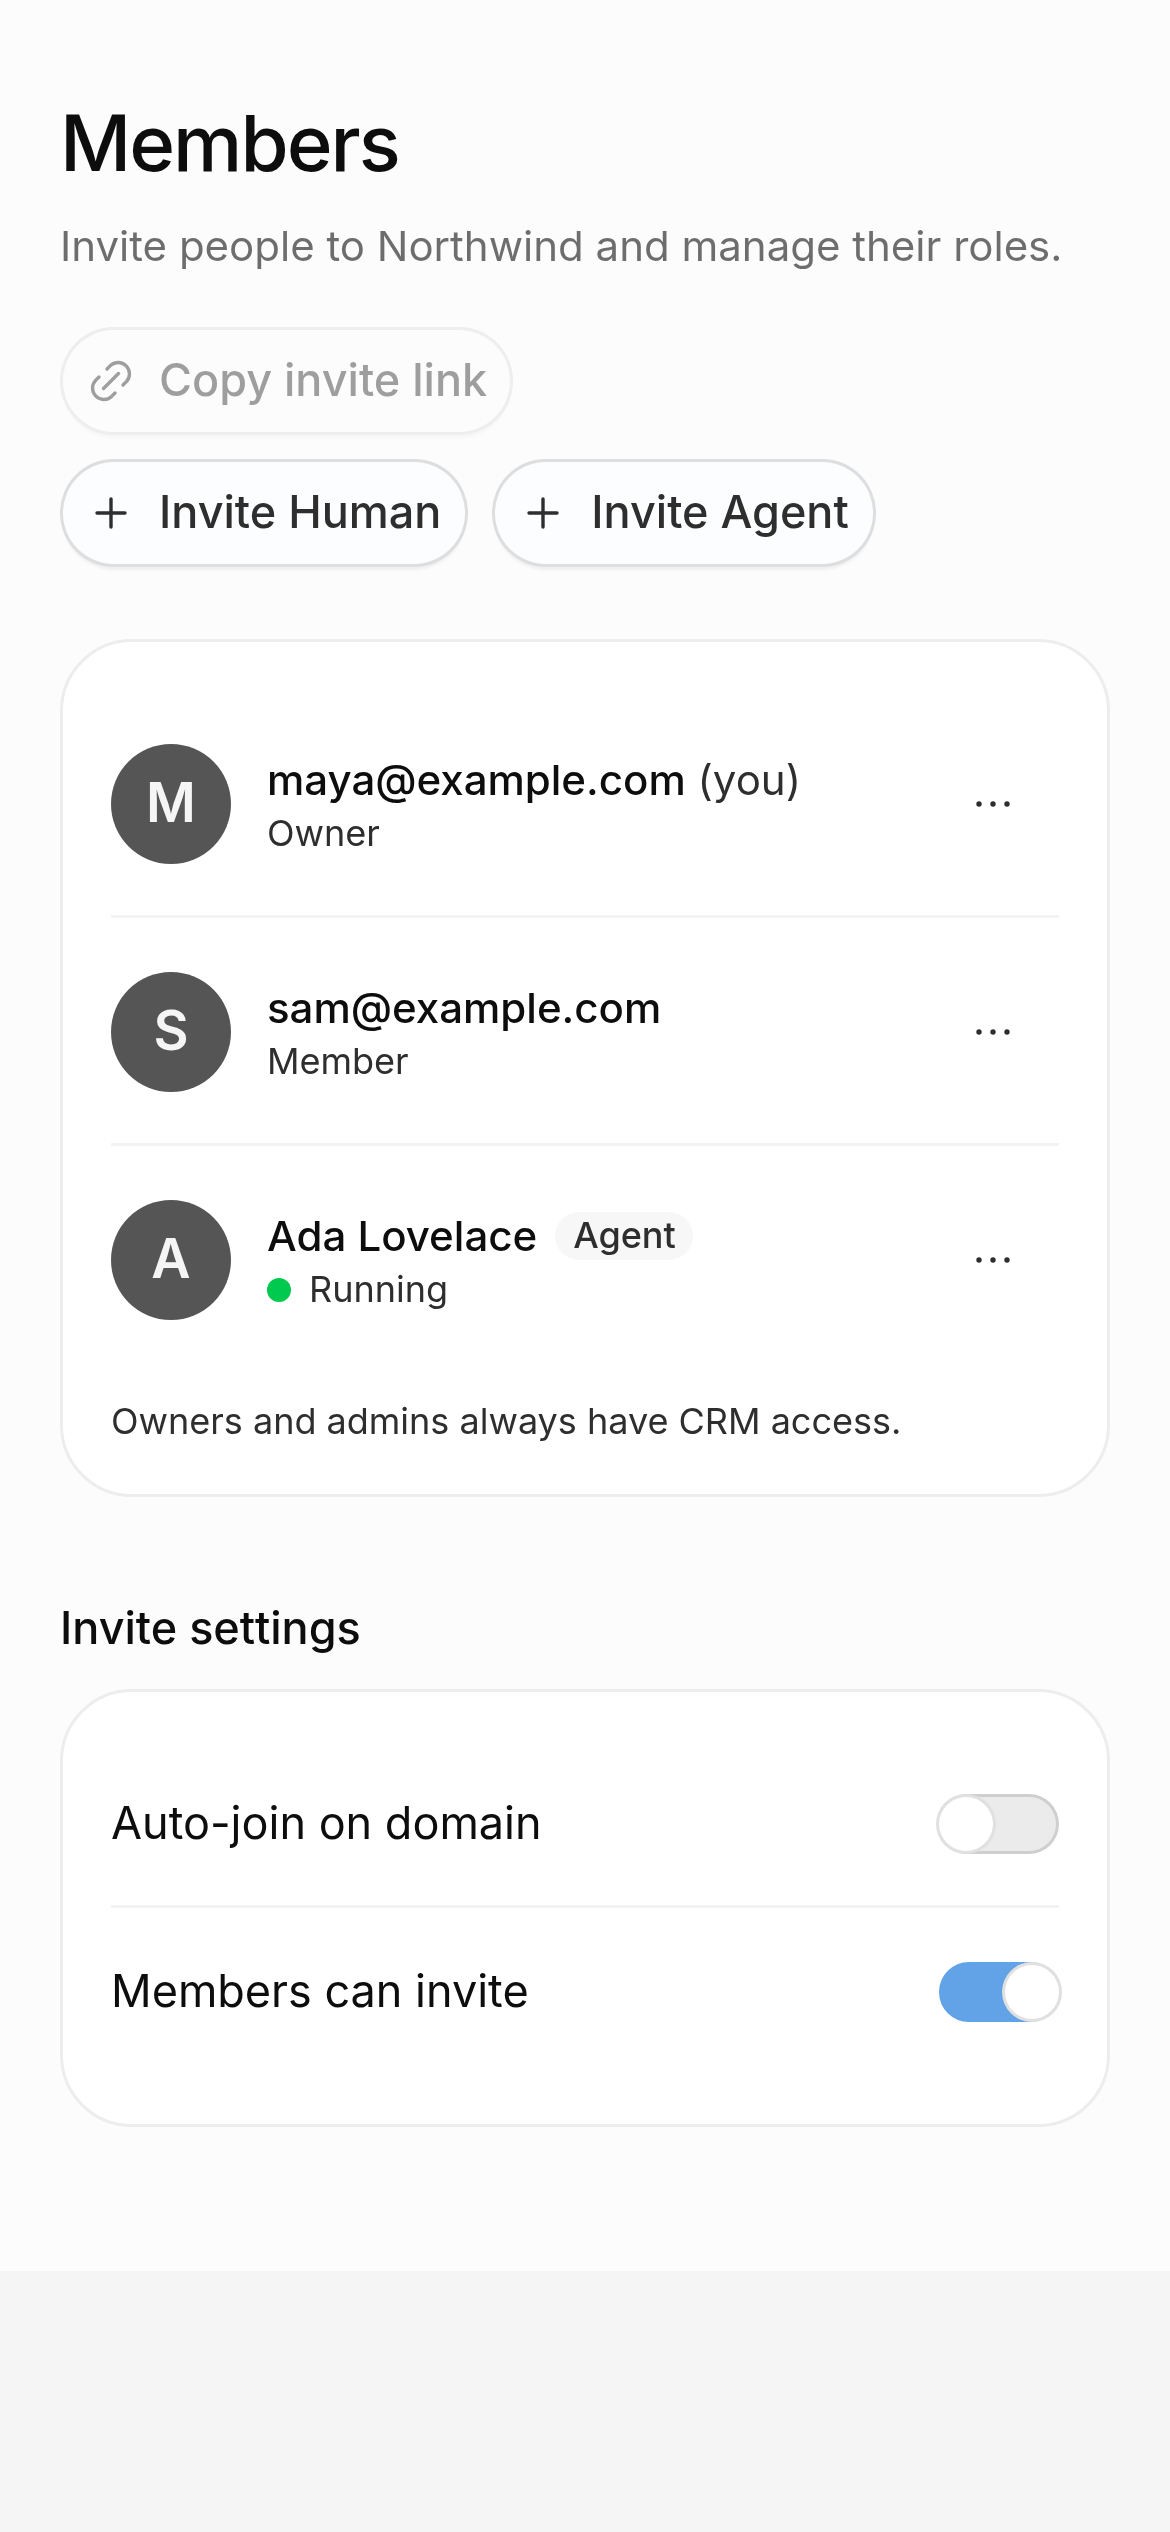 Members
Invite people to Northwind and manage their roles.
Copy invite link
Invite Human
Invite Agent
M
maya@example.com (you)
Owner
S
sam@example.com
Member
A
Ada Lovelace Agent
Running
Owners and admins always have CRM access.
Invite settings
Auto-join on domain
Members can invite